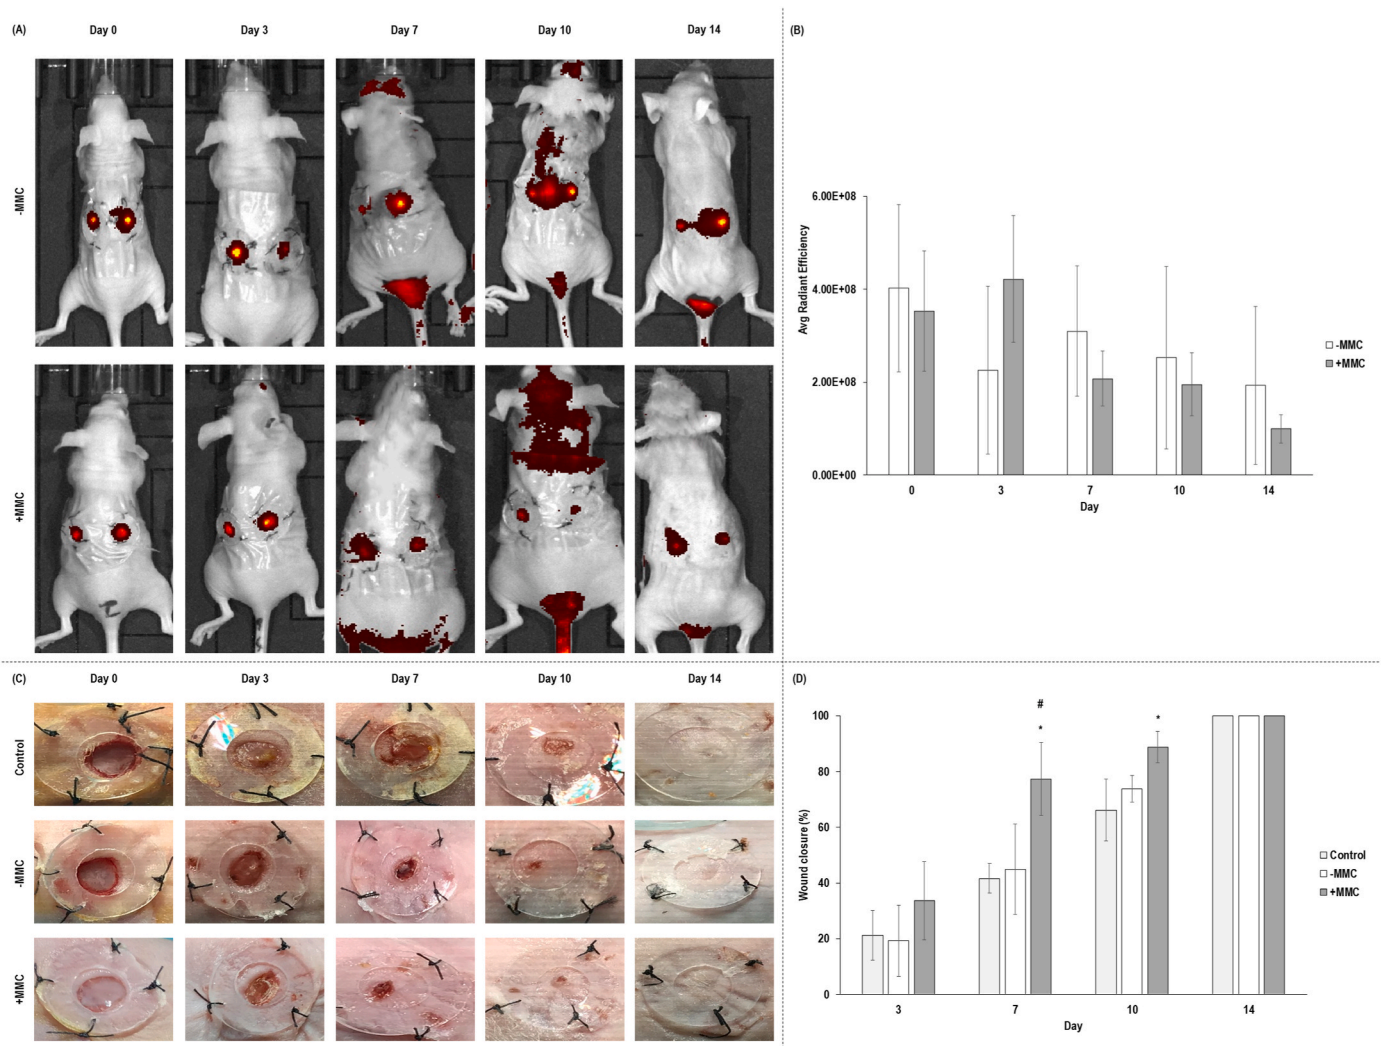 (A)
Day 0
Day 3
Day 7
Day 10
Day 14
-MMC
+MMC
(B)
6.00E+08
4.00E+08
2.00E+08
0.00E+00
Avg Radiant Efficiency
0
3
7
10
14
Day
-MMC
+MMC
(C)
Day 0
Day 3
Day 7
Day 10
Day 14
Control
-MMC
+MMC
(D)
#
*
*
100
80
60
40
20
0
Wound closure (%)
3
7
10
14
Day
Control
-MMC
+MMC